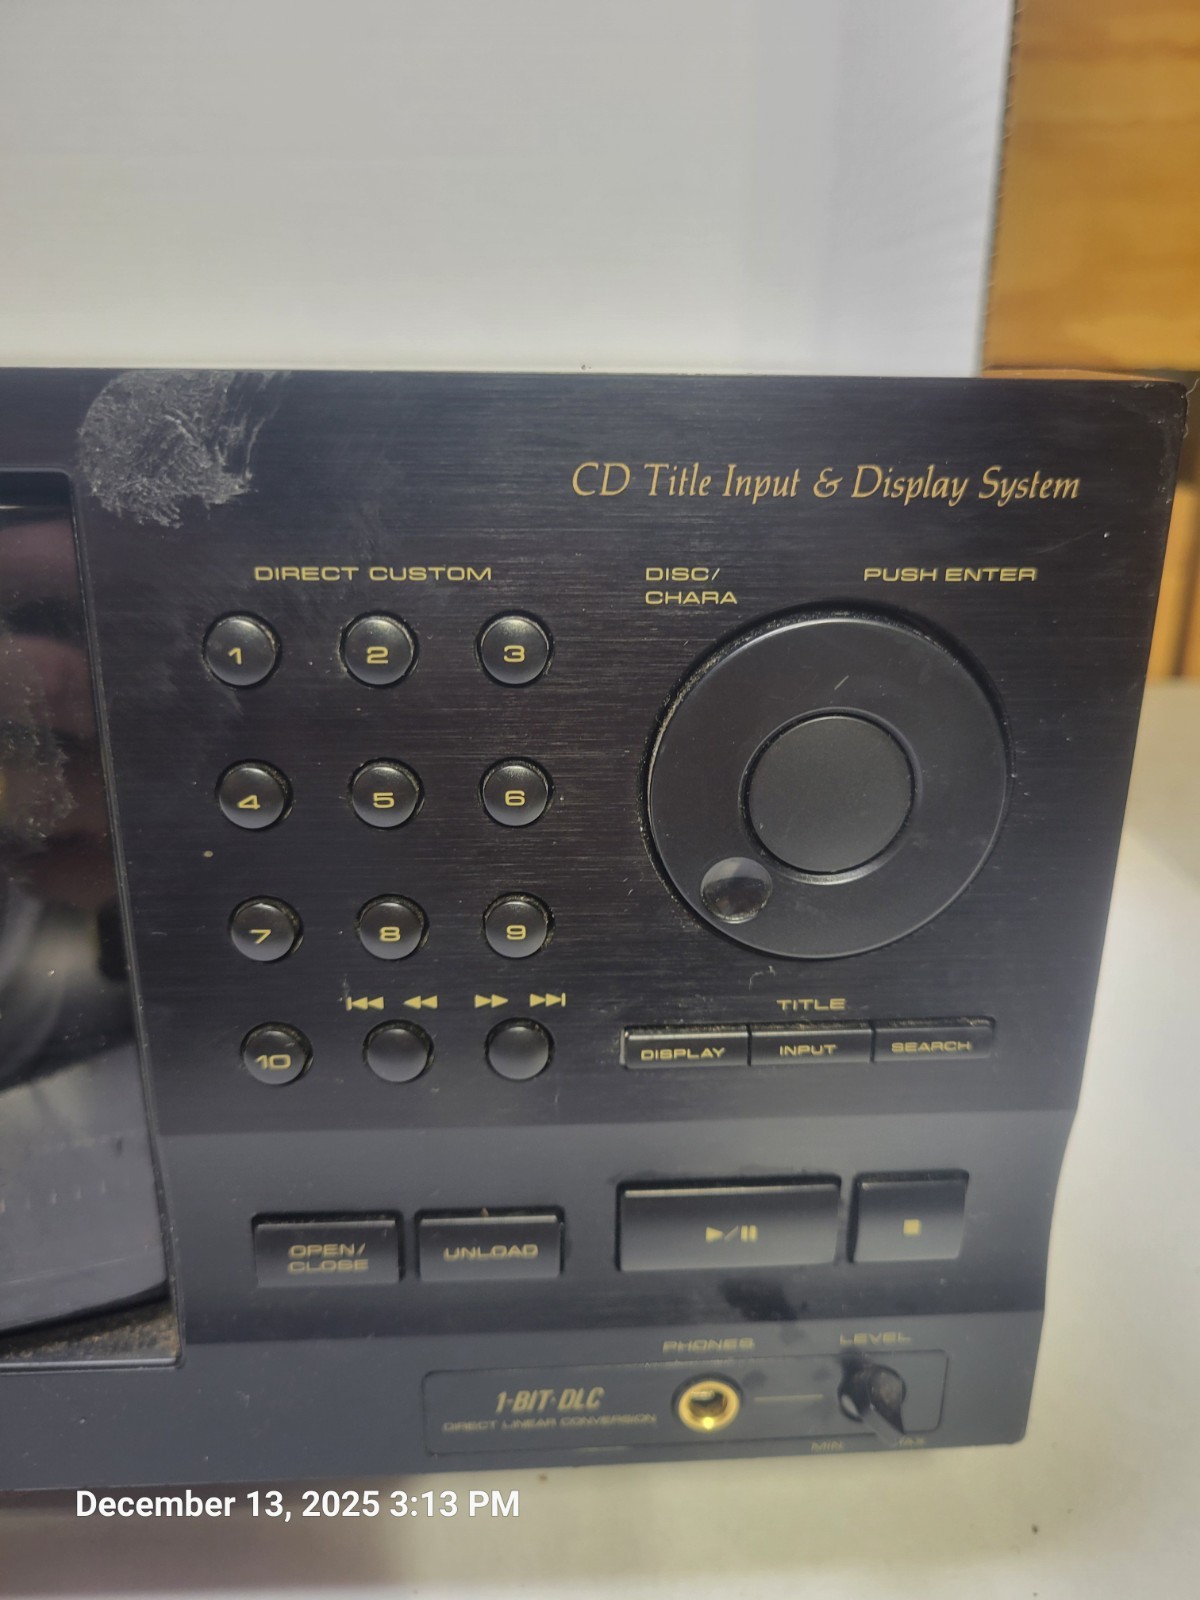 CD Title Input & Display System
DIRECT CUSTOM
DISC/
CHARA
PUSH ENTER
1 2 3
4 5 6
7 8 9
10
TITLE
DISPLAY INPUT SEARCH
OPEN/
CLOSE
UNLOAD
PHONES LEVEL
1-BIT·DLC
DIRECT LINEAR CONVERSION
MIN
December 13, 2025 3:13 PM